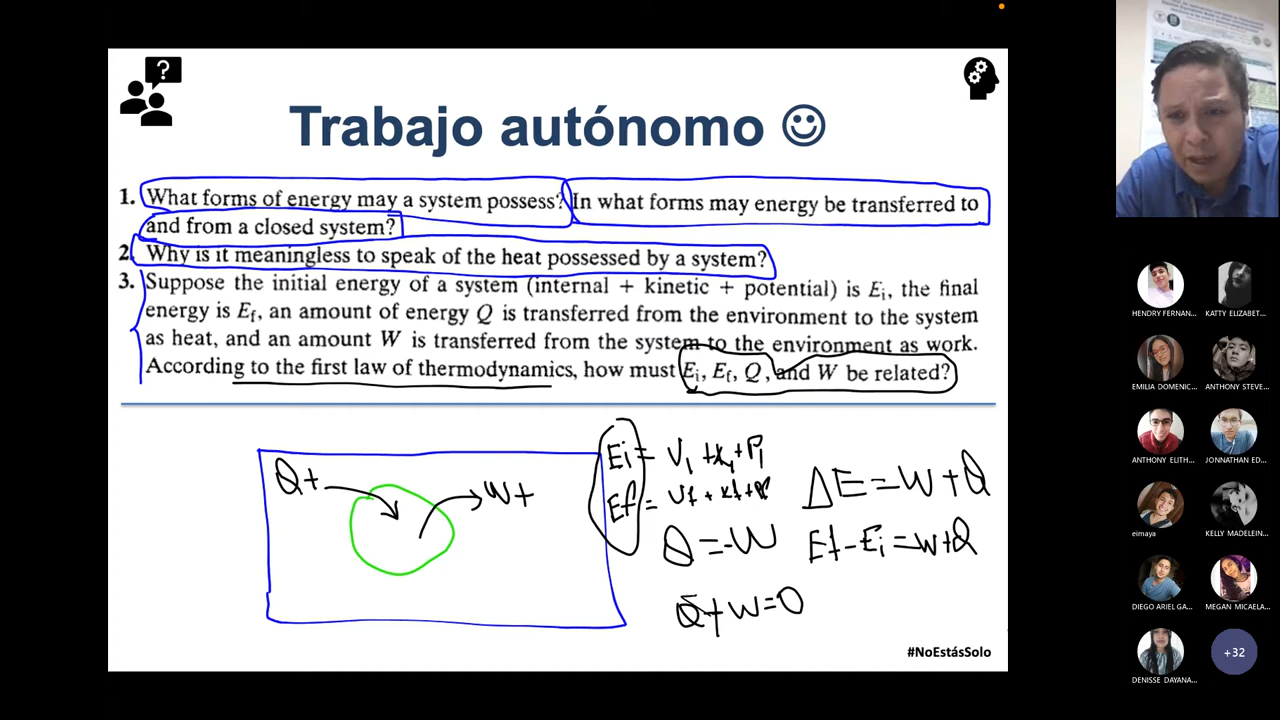 ?
Trabajo autónomo ☺
1. What forms of energy may a system possess? In what forms may energy be transferred to
and from a closed system?
2. Why is it meaningless to speak of the heat possessed by a system?
3. Suppose the initial energy of a system (internal + kinetic + potential) is Ei, the final
energy is Ef, an amount of energy Q is transferred from the environment to the system
as heat, and an amount W is transferred from the system to the environment as work.
According to the first law of thermodynamics, how must Ei, Ef, Q, and W be related?
Q+
W+
Ei =
Ef =
ΔE=W+Q
Q=-W
Ef-Ei=W+Q
Q+W=0
#NoEstásSolo
HENDRY FERNAN...
KATTY ELIZABET...
EMILIA DOMENIC...
ANTHONY STEVE...
ANTHONY ELITH...
JONNATHAN ED...
eimaya
KELLY MADELEIN...
DIEGO ARIEL GA...
MEGAN MICAELA...
DENISSE DAYANA...
+32